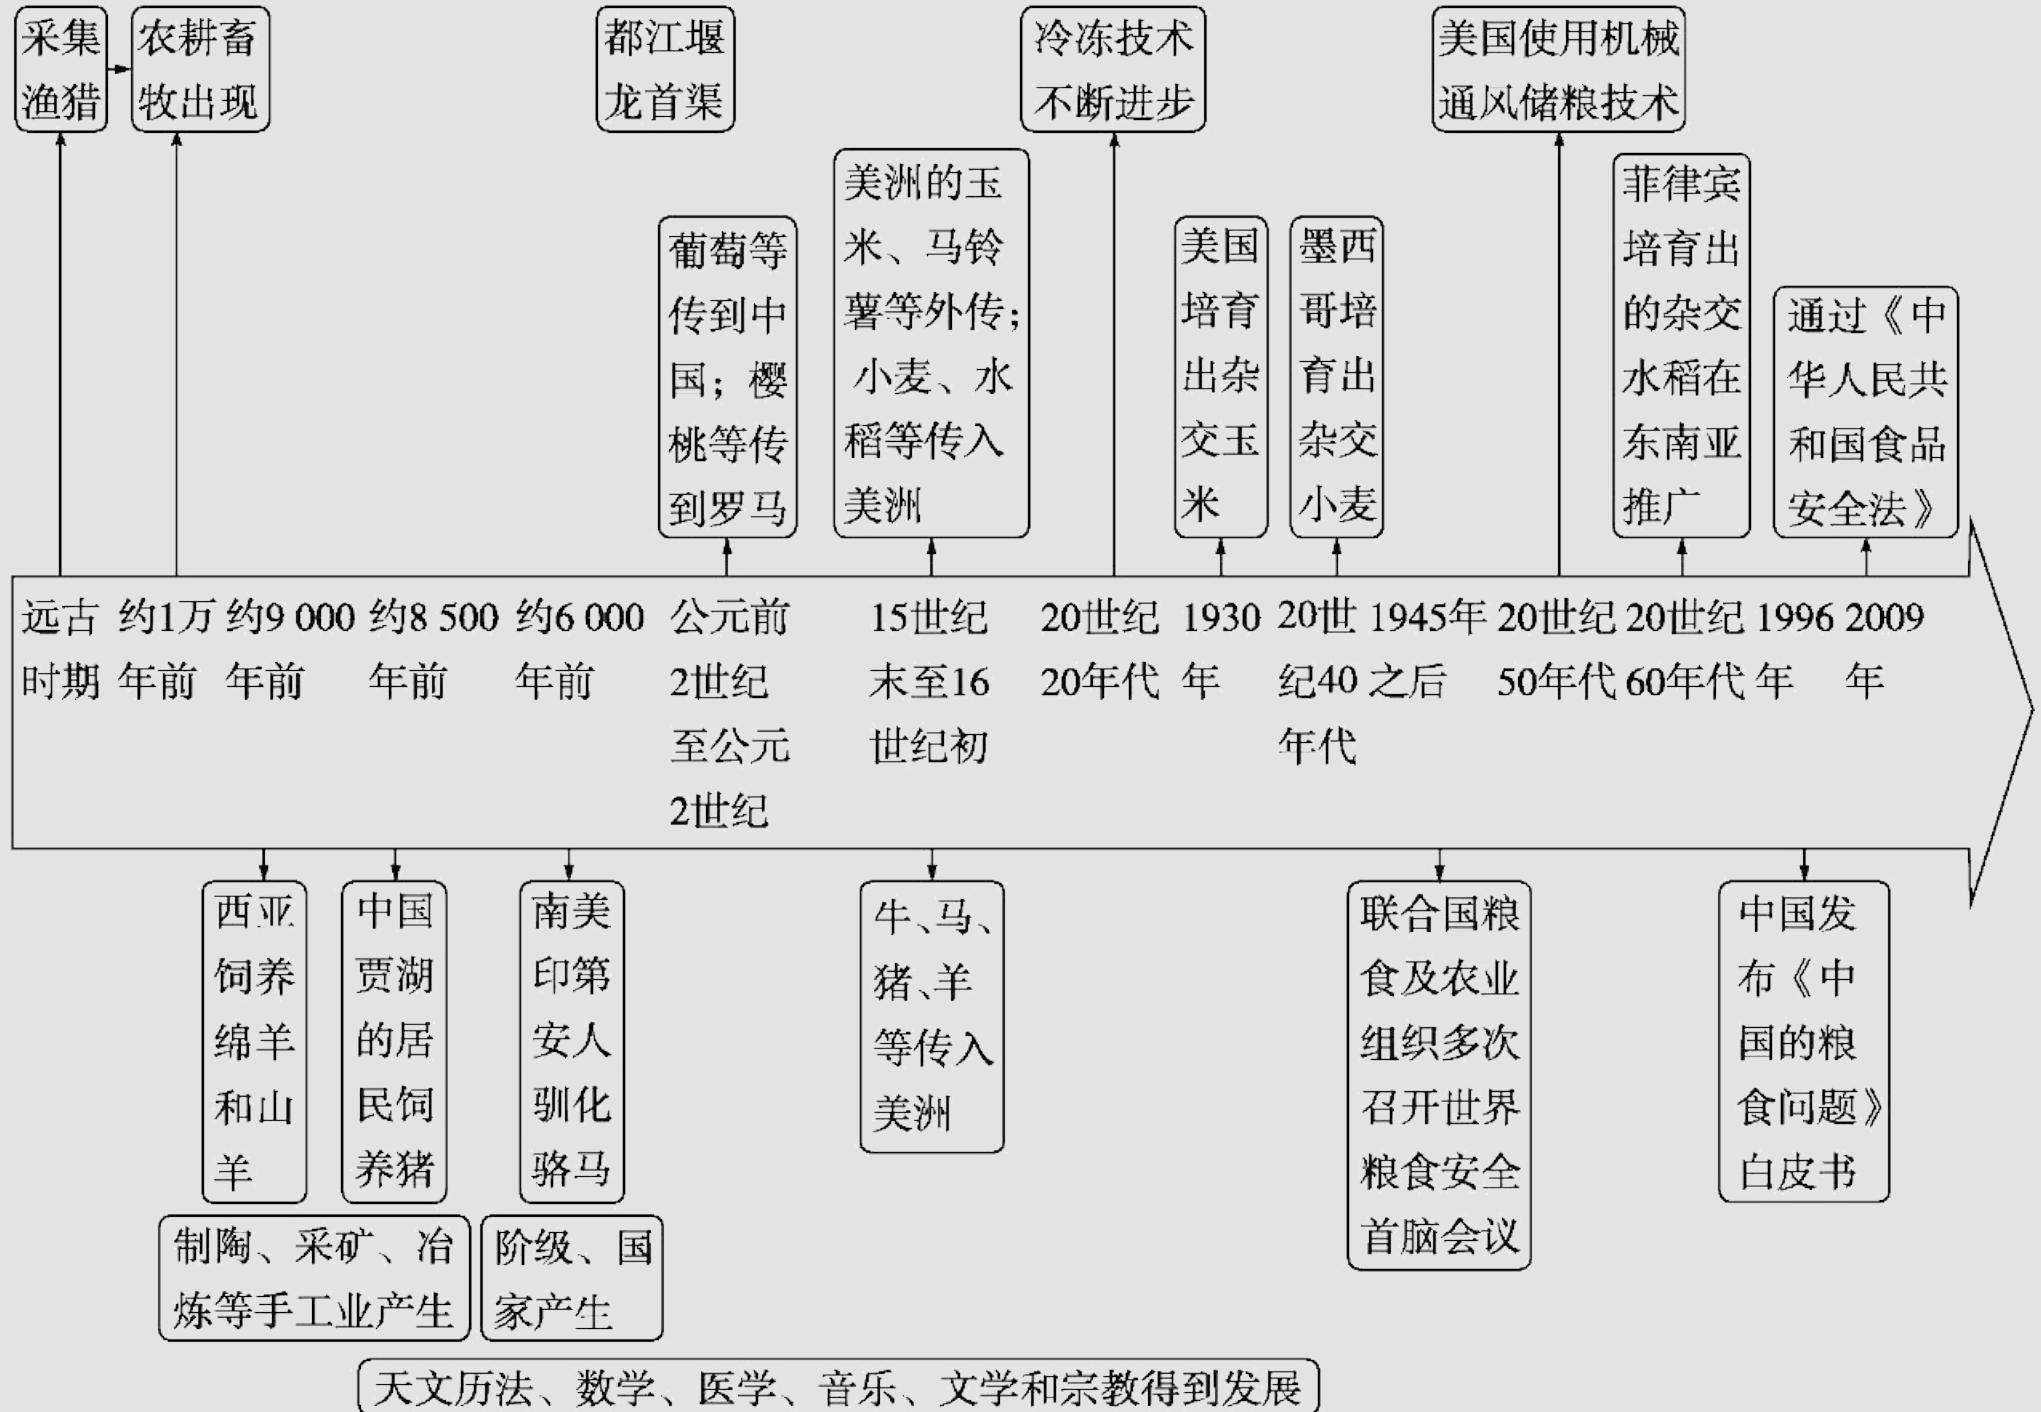 采集
渔猎
农耕畜
牧出现
都江堰
龙首渠
冷冻技术
不断进步
美国使用机械
通风储粮技术
葡萄等
传到中
国；樱
桃等传
到罗马
美洲的玉
米、马铃
薯等外传；
小麦、水
稻等传入
美洲
美国
培育
出杂
交玉
米
墨西
哥培
育出
杂交
小麦
菲律宾
培育出
的杂交
水稻在
东南亚
推广
通过《中
华人民共
和国食品
安全法》
远古
时期
约1万
年前
约9 000
年前
约8 500
年前
约6 000
年前
公元前
2世纪
至公元
2世纪
15世纪
末至16
世纪初
20世纪
20年代
1930
年
20世
纪40
年代
1945年
之后
20世纪
50年代
20世纪
60年代
1996
年
2009
年
西亚
饲养
绵羊
和山
羊
中国
贾湖
的居
民饲
养猪
南美
印第
安人
驯化
骆马
牛、马、
猪、羊
等传入
美洲
联合国粮
食及农业
组织多次
召开世界
粮食安全
首脑会议
中国发
布《中
国的粮
食问题》
白皮书
制陶、采矿、冶
炼等手工业产生
阶级、国
家产生
天文历法、数学、医学、音乐、文学和宗教得到发展